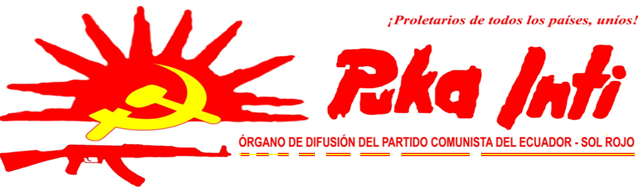 ¡Proletarios de todos los países, uníos!
Puka Inti
ÓRGANO DE DIFUSIÓN DEL PARTIDO COMUNISTA DEL ECUADOR - SOL ROJO